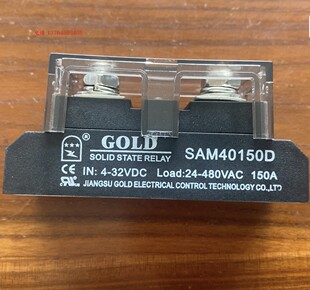 GOLD
SOLID STATE RELAY
SAM40150D
CE
IN: 4-32VDC Load:24-480VAC 150A
JIANGSU GOLD ELECTRICAL CONTROL TECHNOLOGY CO.,LTD